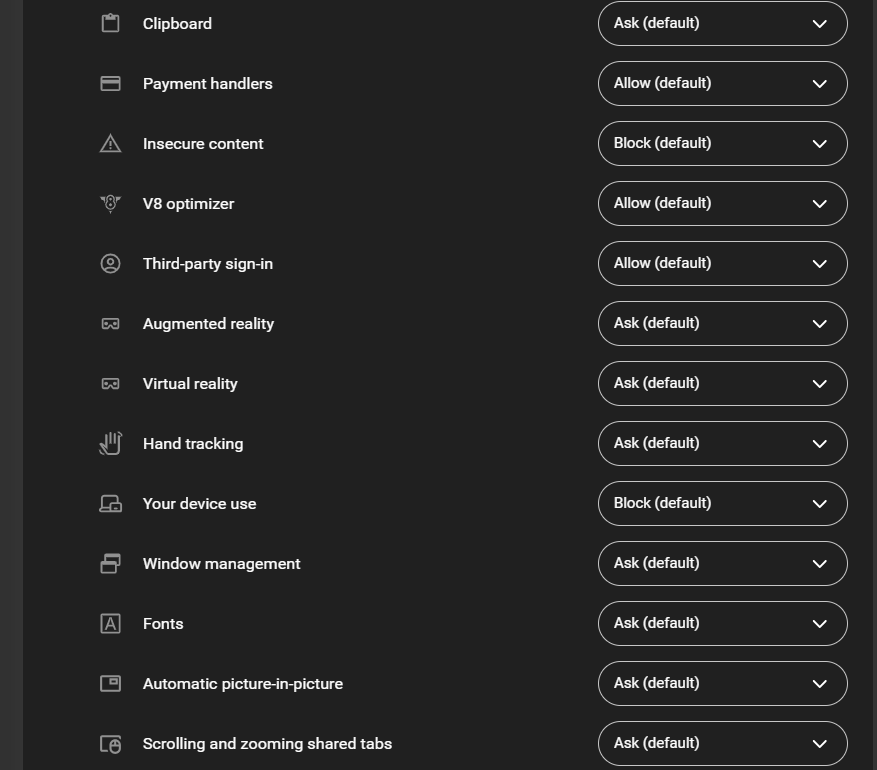 Clipboard Ask (default)
Payment handlers Allow (default)
Insecure content Block (default)
V8 optimizer Allow (default)
Third-party sign-in Allow (default)
Augmented reality Ask (default)
Virtual reality Ask (default)
Hand tracking Ask (default)
Your device use Block (default)
Window management Ask (default)
Fonts Ask (default)
Automatic picture-in-picture Ask (default)
Scrolling and zooming shared tabs Ask (default)